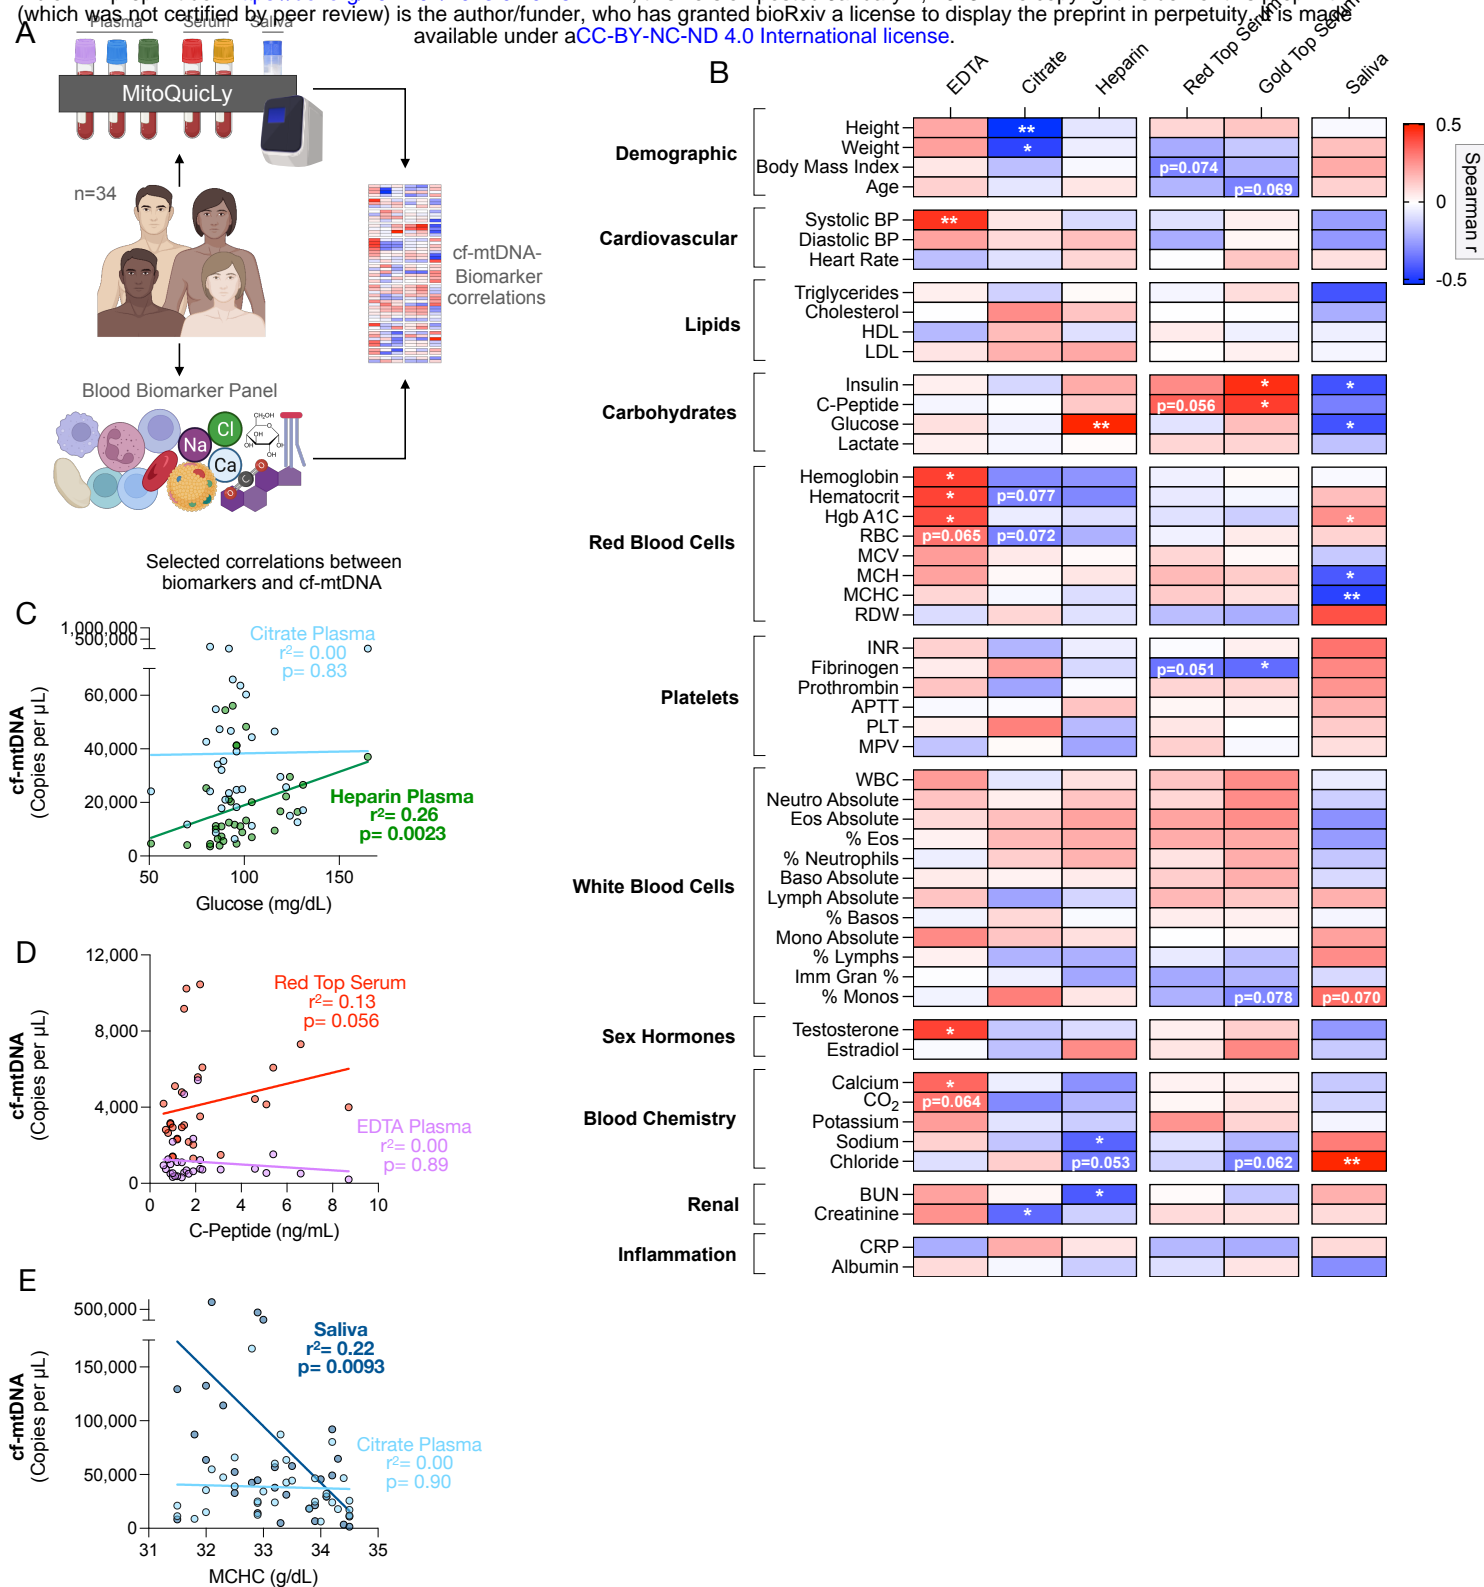 (which was not certified by peer review) is the author/funder, who has granted bioRxiv a license to display the preprint in perpetuity. It is made
available under aCC-BY-NC-ND 4.0 International license.
A
Plasma Serum Saliva
MitoQuicLy
n=34
cf-mtDNA-
Biomarker
correlations
Blood Biomarker Panel
Na
Cl
Ca
CH₂OH
OH
Selected correlations between
biomarkers and cf-mtDNA
B
EDTA Citrate Heparin Red Top Serum Gold Top Serum Saliva
0.5
0
-0.5
Spearman r
Demographic
Height **
Weight *
Body Mass Index p=0.074
Age p=0.069
Cardiovascular
Systolic BP **
Diastolic BP
Heart Rate
Lipids
Triglycerides
Cholesterol
HDL
LDL
Carbohydrates
Insulin * *
C-Peptide p=0.056 *
Glucose ** *
Lactate
Red Blood Cells
Hemoglobin *
Hematocrit * p=0.077
Hgb A1C * *
RBC p=0.065 p=0.072
MCV
MCH *
MCHC **
RDW
Platelets
INR
Fibrinogen p=0.051 *
Prothrombin
APTT
PLT
MPV
White Blood Cells
WBC
Neutro Absolute
Eos Absolute
% Eos
% Neutrophils
Baso Absolute
Lymph Absolute
% Basos
Mono Absolute
% Lymphs
Imm Gran %
% Monos p=0.078 p=0.070
Sex Hormones
Testosterone *
Estradiol
Blood Chemistry
Calcium *
CO₂ p=0.064
Potassium
Sodium *
Chloride p=0.053 p=0.062 **
Renal
BUN *
Creatinine *
Inflammation
CRP
Albumin
C
cf-mtDNA
(Copies per µL)
1,000,000
500,000
60,000
40,000
20,000
0
50 100 150
Glucose (mg/dL)
Citrate Plasma
r²= 0.00
p= 0.83
Heparin Plasma
r²= 0.26
p= 0.0023
D
cf-mtDNA
(Copies per µL)
12,000
8,000
4,000
0
0 2 4 6 8 10
C-Peptide (ng/mL)
Red Top Serum
r²= 0.13
p= 0.056
EDTA Plasma
r²= 0.00
p= 0.89
E
cf-mtDNA
(Copies per µL)
500,000
150,000
100,000
50,000
0
31 32 33 34 35
MCHC (g/dL)
Saliva
r²= 0.22
p= 0.0093
Citrate Plasma
r²= 0.00
p= 0.90